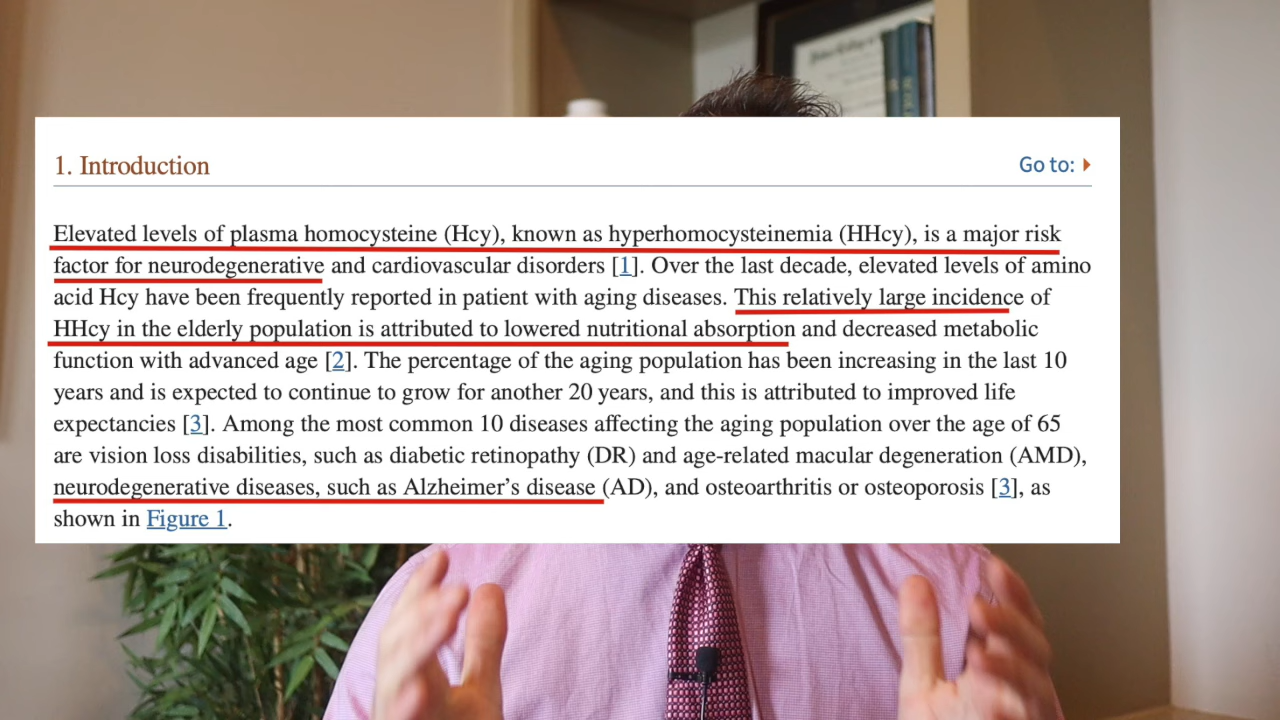 1. Introduction
Go to:
Elevated levels of plasma homocysteine (Hcy), known as hyperhomocysteinemia (HHcy), is a major risk
factor for neurodegenerative and cardiovascular disorders [1]. Over the last decade, elevated levels of amino
acid Hcy have been frequently reported in patient with aging diseases. This relatively large incidence of
HHcy in the elderly population is attributed to lowered nutritional absorption and decreased metabolic
function with advanced age [2]. The percentage of the aging population has been increasing in the last 10
years and is expected to continue to grow for another 20 years, and this is attributed to improved life
expectancies [3]. Among the most common 10 diseases affecting the aging population over the age of 65
are vision loss disabilities, such as diabetic retinopathy (DR) and age-related macular degeneration (AMD),
neurodegenerative diseases, such as Alzheimer’s disease (AD), and osteoarthritis or osteoporosis [3], as
shown in Figure 1.